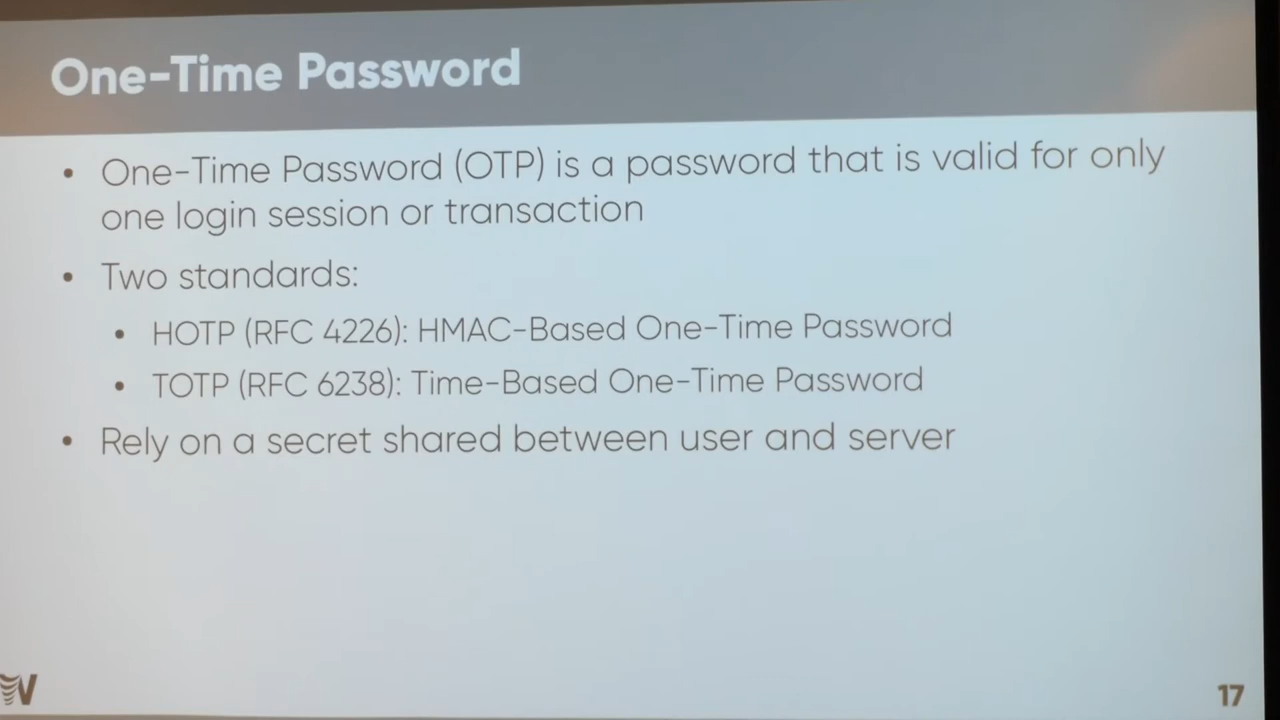 One-Time Password
• One-Time Password (OTP) is a password that is valid for only
one login session or transaction
• Two standards:
• HOTP (RFC 4226): HMAC-Based One-Time Password
• TOTP (RFC 6238): Time-Based One-Time Password
• Rely on a secret shared between user and server
V
17